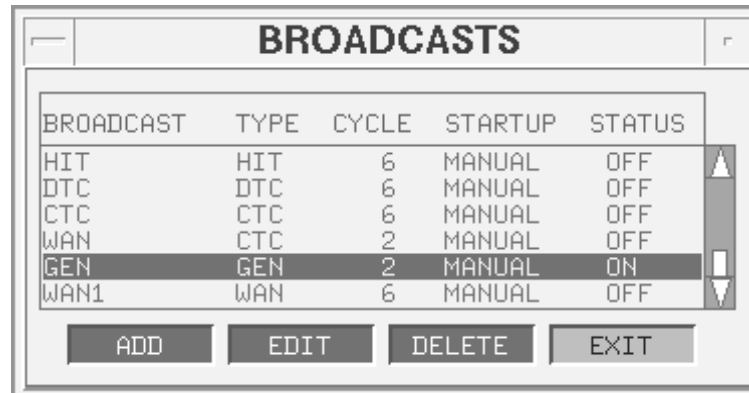 BROADCASTS
BROADCAST TYPE CYCLE STARTUP STATUS
HIT HIT 6 MANUAL OFF
DTC DTC 6 MANUAL OFF
CTC CTC 6 MANUAL OFF
WAN CTC 2 MANUAL OFF
GEN GEN 2 MANUAL ON
WAN1 WAN 6 MANUAL OFF
ADD EDIT DELETE EXIT